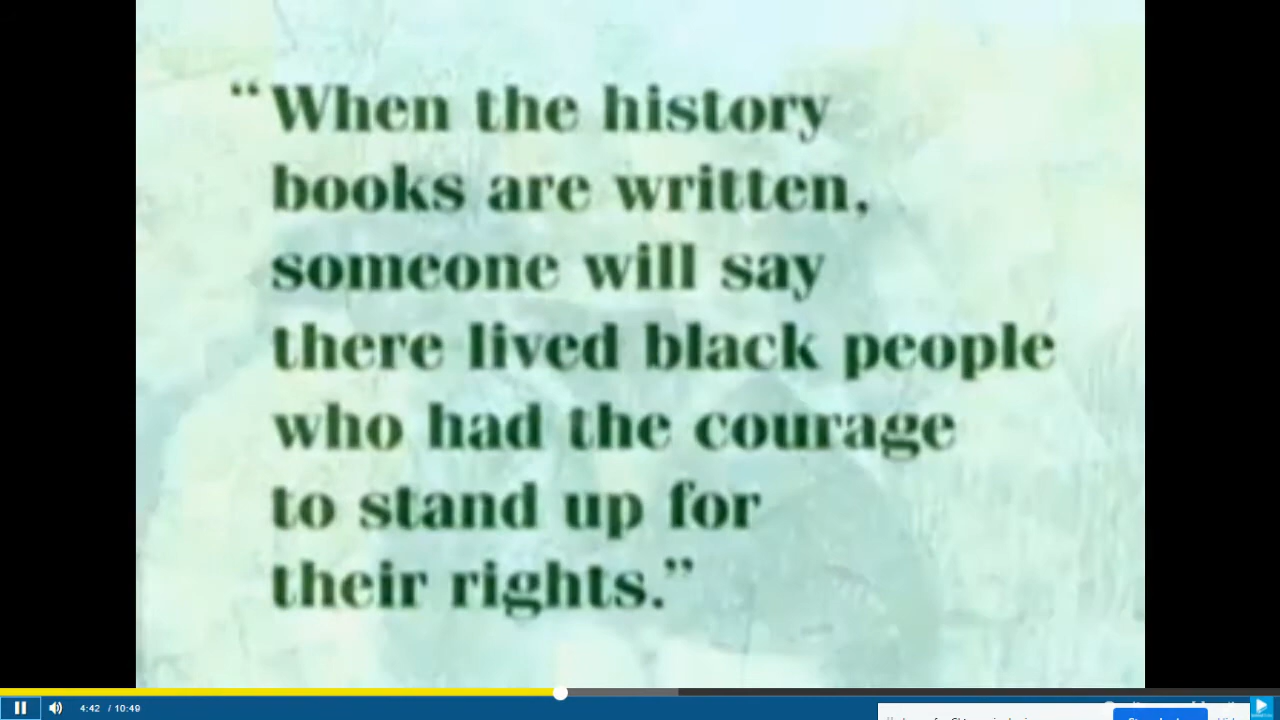 “When the history
books are written,
someone will say
there lived black people
who had the courage
to stand up for
their rights.”
4:42 / 10:49